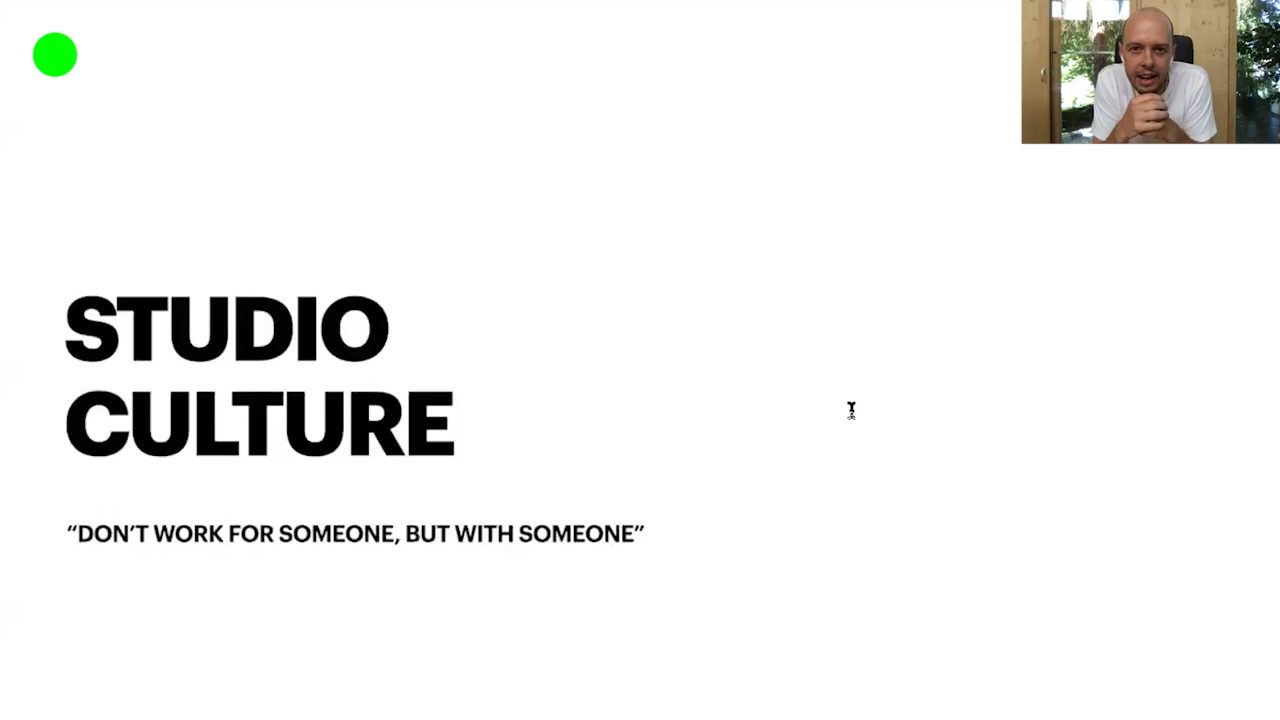 STUDIO
CULTURE
“DON’T WORK FOR SOMEONE, BUT WITH SOMEONE”